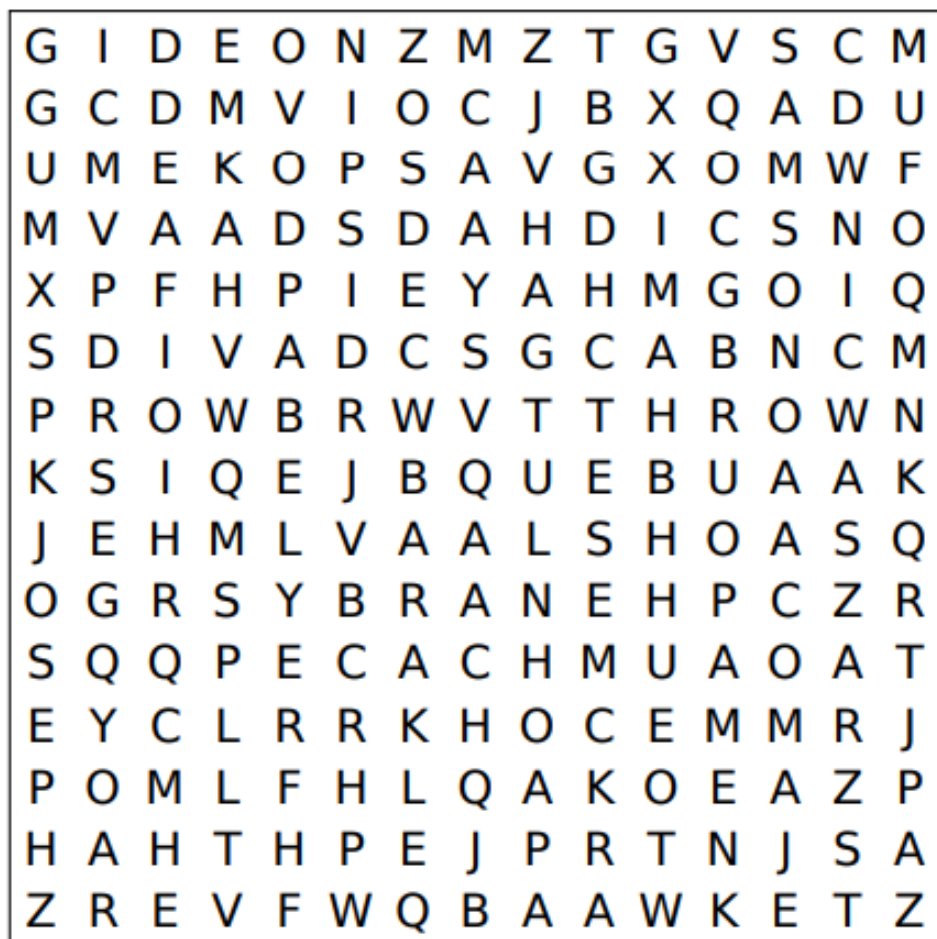 G I D E O N Z M Z T G V S C M
G C D M V I O C J B X Q A D U
U M E K O P S A V G X O M W F
M V A A D S D A H D I C S N O
X P F H P I E Y A H M G O I Q
S D I V A D C S G C A B N C M
P R O W B R W V T T H R O W N
K S I Q E J B Q U E B U A A K
J E H M L V A A L S H O A S Q
O G R S Y B R A N E H P C Z R
S Q Q P E C A C H M U A O A T
E Y C L R R K H O C E M M R J
P O M L F H L Q A K O E A Z P
H A H T H P E J P R T N J S A
Z R E V F W Q B A A W K E T Z